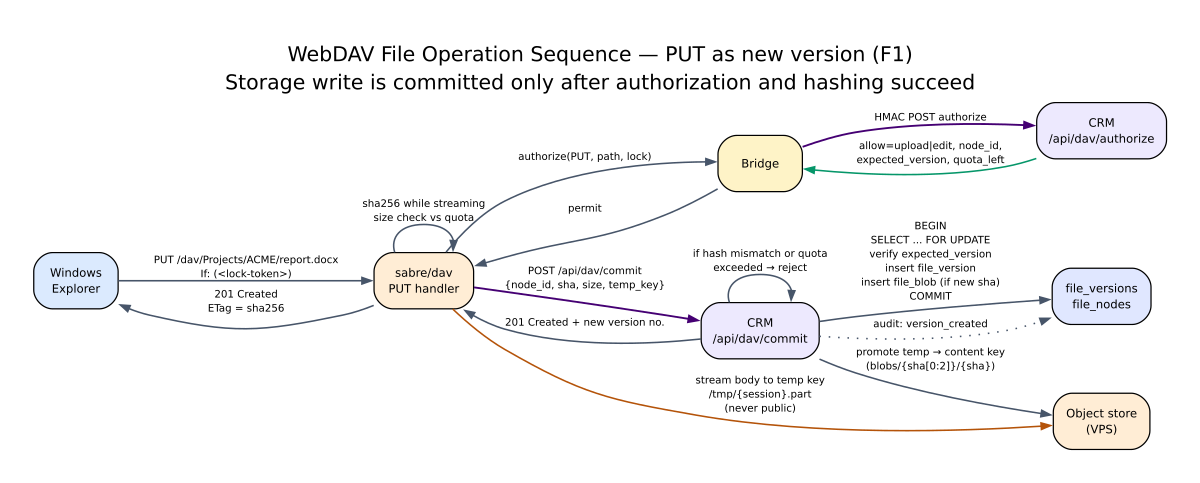 WebDAV File Operation Sequence — PUT as new version (F1)
Storage write is committed only after authorization and hashing succeed
HMAC POST authorize
CRM
/api/dav/authorize
allow=upload|edit, node_id,
expected_version, quota_left
authorize(PUT, path, lock)
Bridge
permit
sha256 while streaming
size check vs quota
Windows
Explorer
PUT /dav/Projects/ACME/report.docx
If: (<lock-token>)
201 Created
ETag = sha256
sabre/dav
PUT handler
POST /api/dav/commit
{node_id, sha, size, temp_key}
201 Created + new version no.
if hash mismatch or quota
exceeded → reject
CRM
/api/dav/commit
BEGIN
SELECT ... FOR UPDATE
verify expected_version
insert file_version
insert file_blob (if new sha)
COMMIT
audit: version_created
file_versions
file_nodes
promote temp → content key
(blobs/{sha[0:2]}/{sha})
stream body to temp key
/tmp/{session}.part
(never public)
Object store
(VPS)